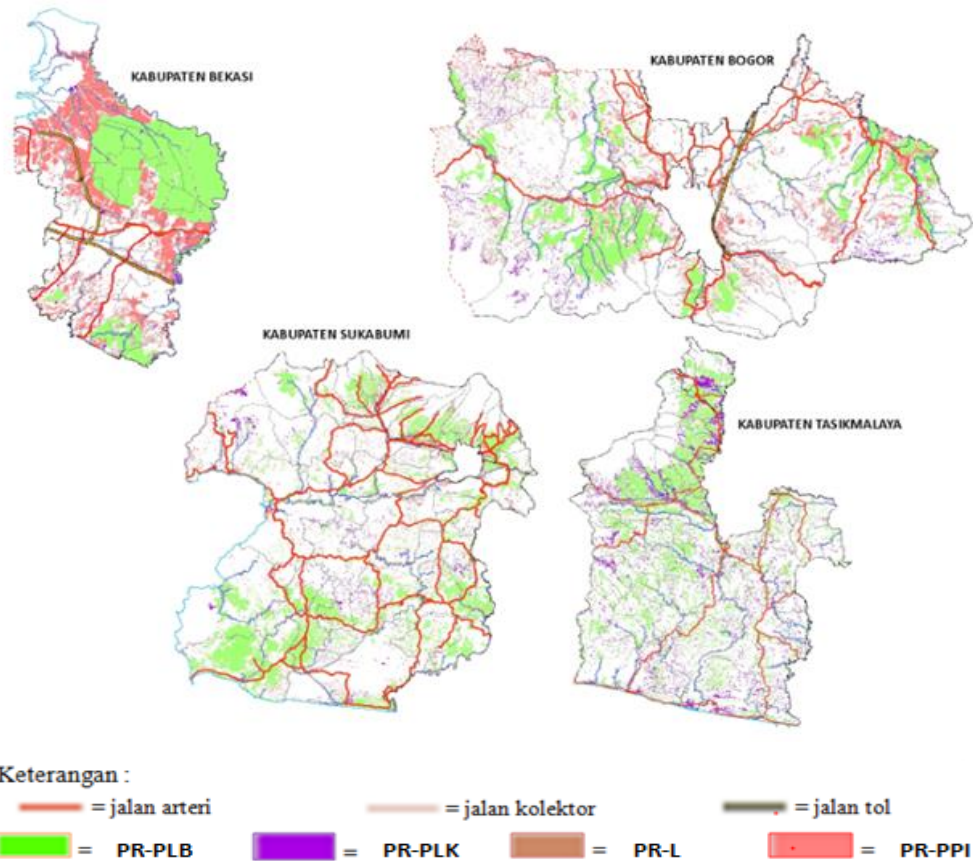 KABUPATEN BEKASI
KABUPATEN BOGOR
KABUPATEN SUKABUMI
KABUPATEN TASIKMALAYA
Keterangan :
= jalan arteri = jalan kolektor = jalan tol
= PR-PLB = PR-PLK = PR-L = PR-PPI